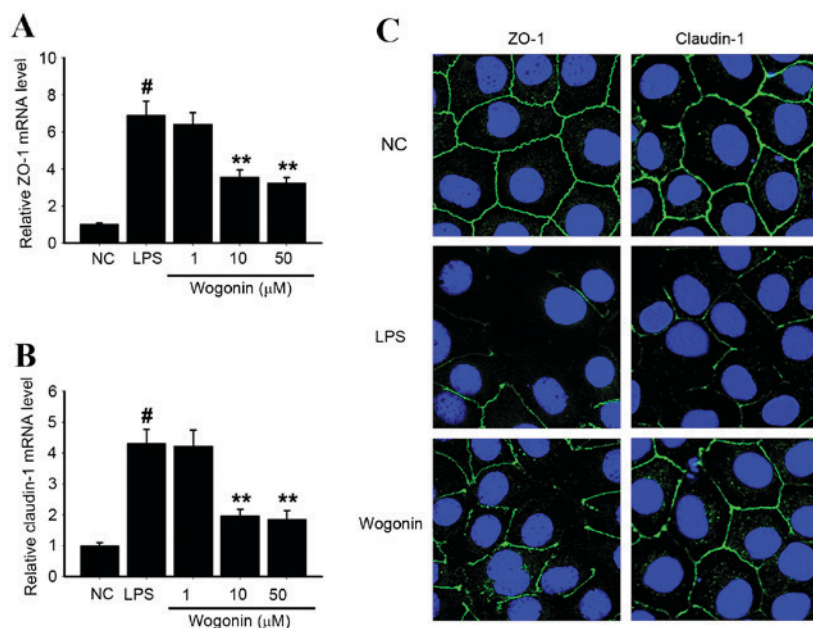 A
Relative ZO-1 mRNA level
8
6
4
2
0
#
**
**
NC
LPS
1
10
50
Wogonin (μM)
B
Relative claudin-1 mRNA level
6
5
4
3
2
1
0
#
**
**
NC
LPS
1
10
50
Wogonin (μM)
C
ZO-1
Claudin-1
NC
LPS
Wogonin